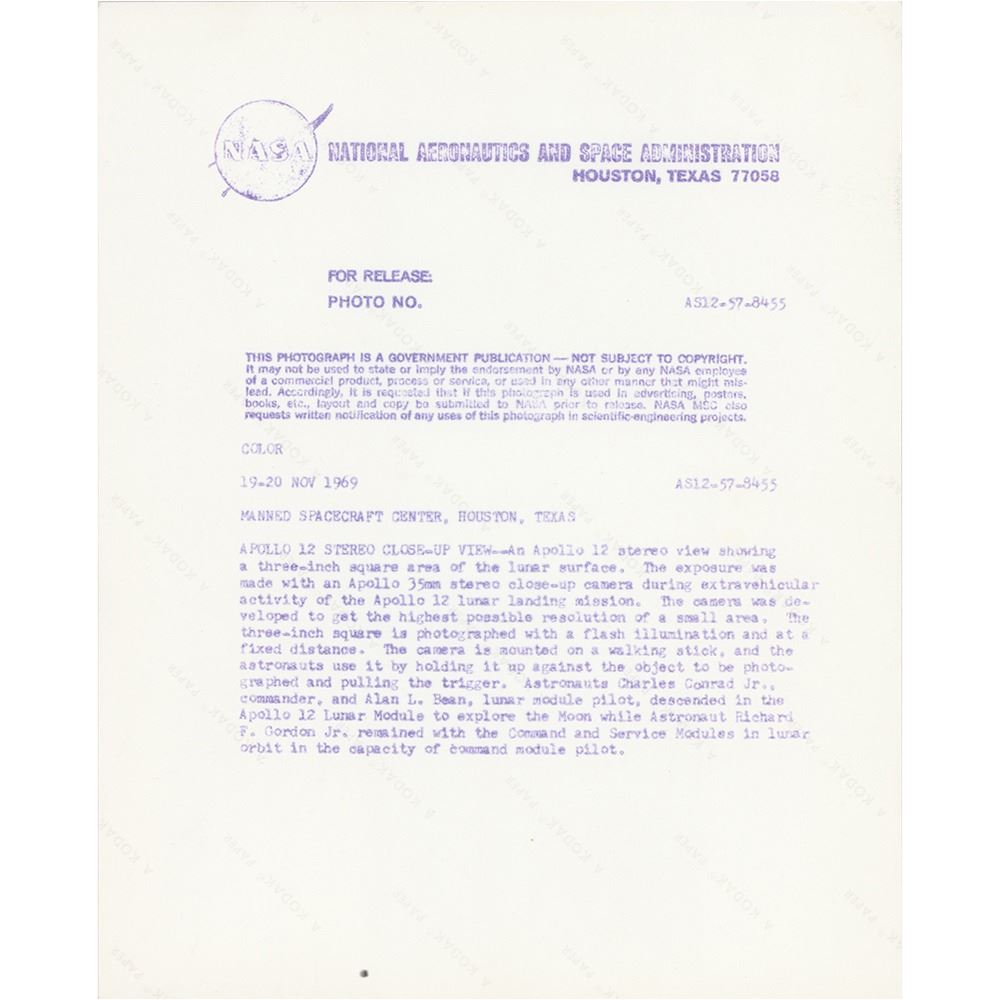 NASA
NATIONAL AERONAUTICS AND SPACE ADMINISTRATION
HOUSTON, TEXAS 77058
FOR RELEASE:
PHOTO NO.
AS12-57-8455
THIS PHOTOGRAPH IS A GOVERNMENT PUBLICATION — NOT SUBJECT TO COPYRIGHT.
It may not be used to state or imply the endorsement by NASA or by any NASA employee
of a commercial product, process or service, or used in any other manner that might mis-
lead. Accordingly, it is requested that if this photograph is used in advertising, posters,
books, etc., layout and copy be submitted to NASA prior to release. NASA MSC also
requests written notification of any uses of this photograph in scientific-engineering projects.
COLOR
19-20 NOV 1969
AS12-57-8455
MANNED SPACECRAFT CENTER, HOUSTON, TEXAS
APOLLO 12 STEREO CLOSE-UP VIEW--An Apollo 12 stereo view showing
a three-inch square area of the lunar surface. The exposure was
made with an Apollo 35mm stereo close-up camera during extravehicular
activity of the Apollo 12 lunar landing mission. The camera was de-
veloped to get the highest possible resolution of a small area. The
three-inch square is photographed with a flash illumination and at a
fixed distance. The camera is mounted on a walking stick, and the
astronauts use it by holding it up against the object to be photo-
graphed and pulling the trigger. Astronauts Charles Conrad Jr.,
commander, and Alan L. Bean, lunar module pilot, descended in the
Apollo 12 Lunar Module to explore the Moon while Astronaut Richard
F. Gordon Jr. remained with the Command and Service Modules in lunar
orbit in the capacity of command module pilot.
A KODAK® PAPER